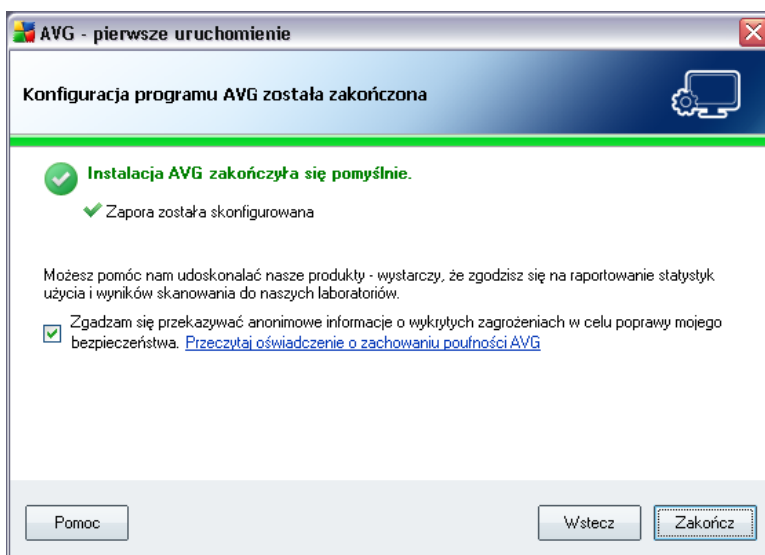 AVG - pierwsze uruchomienie
Konfiguracja programu AVG została zakończona
Instalacja AVG zakończyła się pomyślnie.
Zapora została skonfigurowana
Możesz pomóc nam udoskonalać nasze produkty - wystarczy, że zgodzisz się na raportowanie statystyk
użycia i wyników skanowania do naszych laboratoriów.
Zgadzam się przekazywać anonimowe informacje o wykrytych zagrożeniach w celu poprawy mojego
bezpieczeństwa. Przeczytaj oświadczenie o zachowaniu poufności AVG
Pomoc
Wstecz
Zakończ